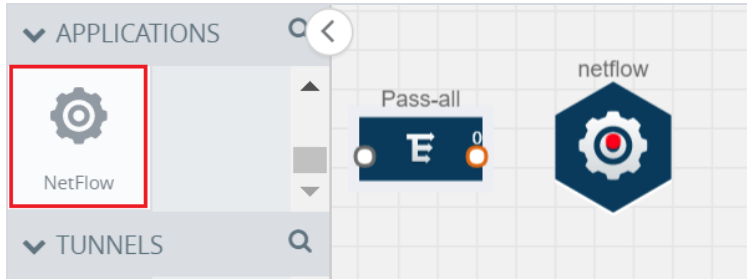 APPLICATIONS
NetFlow
TUNNELS
Pass-all
0
netflow